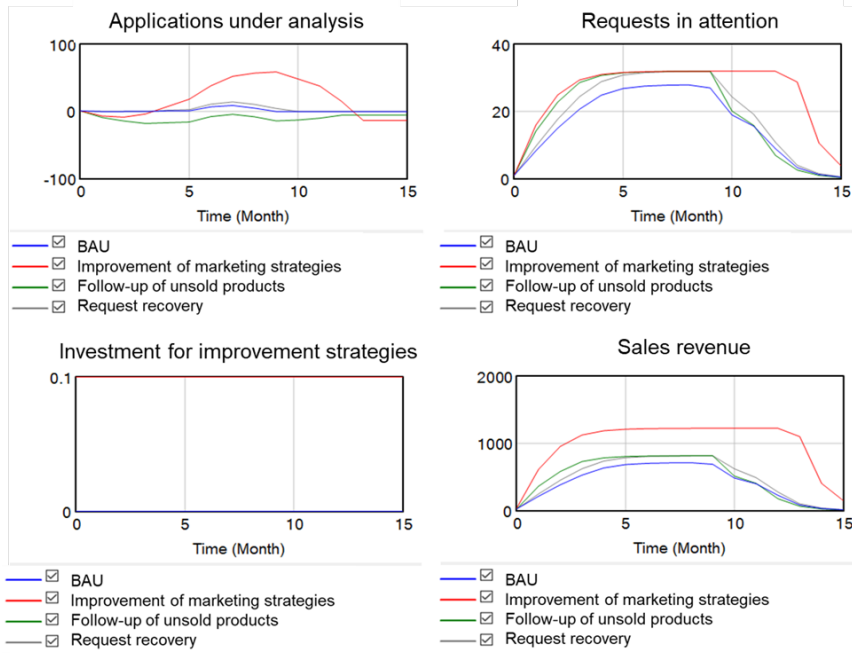 Applications under analysis
100
0
-100
0
5
10
15
Time (Month)
BAU
Improvement of marketing strategies
Follow-up of unsold products
Request recovery
Requests in attention
40
20
0
0
5
10
15
Time (Month)
BAU
Improvement of marketing strategies
Follow-up of unsold products
Request recovery
Investment for improvement strategies
0.1
0
0
5
10
15
Time (Month)
BAU
Improvement of marketing strategies
Follow-up of unsold products
Request recovery
Sales revenue
2000
1000
0
0
5
10
15
Time (Month)
BAU
Improvement of marketing strategies
Follow-up of unsold products
Request recovery